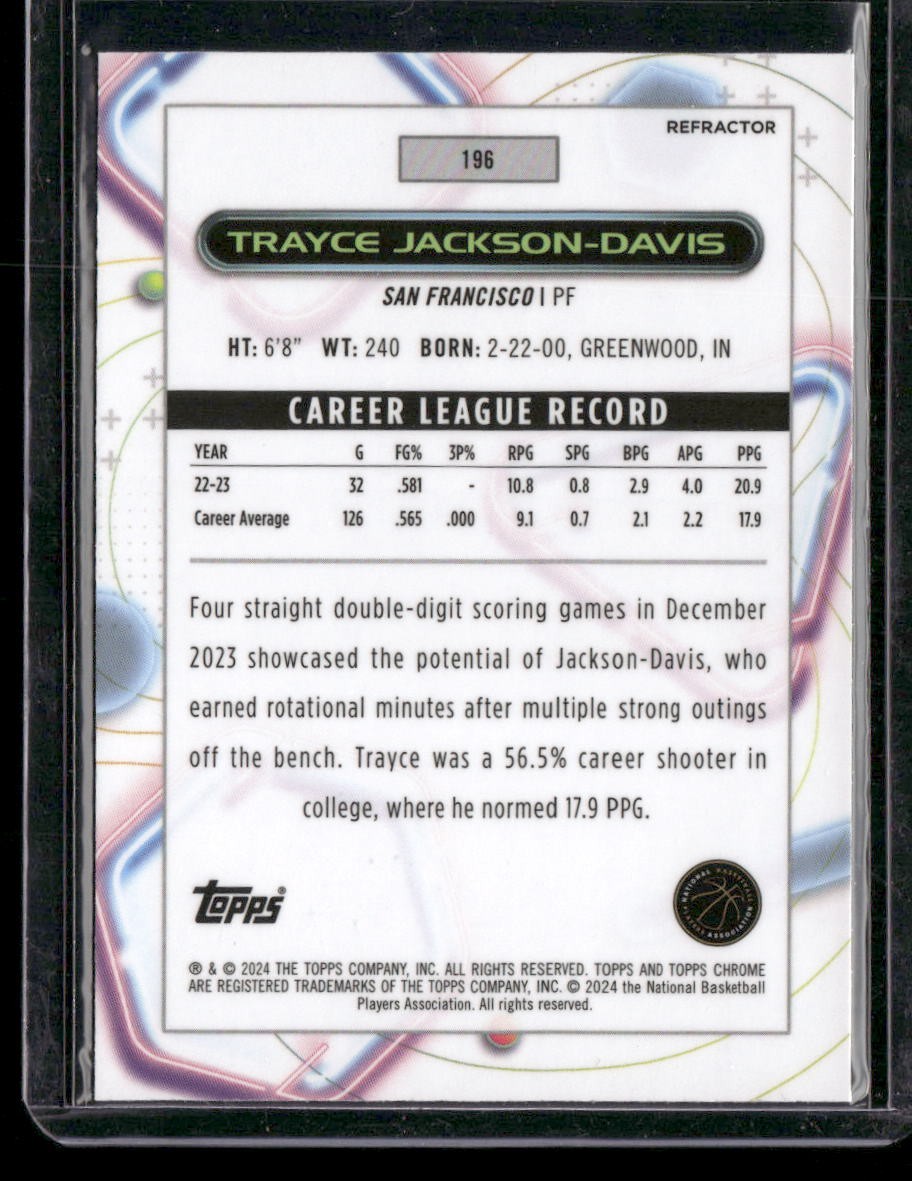 REFRACTOR
196
TRAYCE JACKSON-DAVIS
SAN FRANCISCO | PF
HT: 6'8" WT: 240 BORN: 2-22-00, GREENWOOD, IN
CAREER LEAGUE RECORD
YEAR G FG% 3P% RPG SPG BPG APG PPG
22-23 32 .581 - 10.8 0.8 2.9 4.0 20.9
Career Average 126 .565 .000 9.1 0.7 2.1 2.2 17.9
Four straight double-digit scoring games in December
2023 showcased the potential of Jackson-Davis, who
earned rotational minutes after multiple strong outings
off the bench. Trayce was a 56.5% career shooter in
college, where he normed 17.9 PPG.
topps®
NATIONAL BASKETBALL PLAYERS ASSOCIATION
® & © 2024 THE TOPPS COMPANY, INC. ALL RIGHTS RESERVED. TOPPS AND TOPPS CHROME
ARE REGISTERED TRADEMARKS OF THE TOPPS COMPANY, INC. © 2024 the National Basketball
Players Association. All rights reserved.